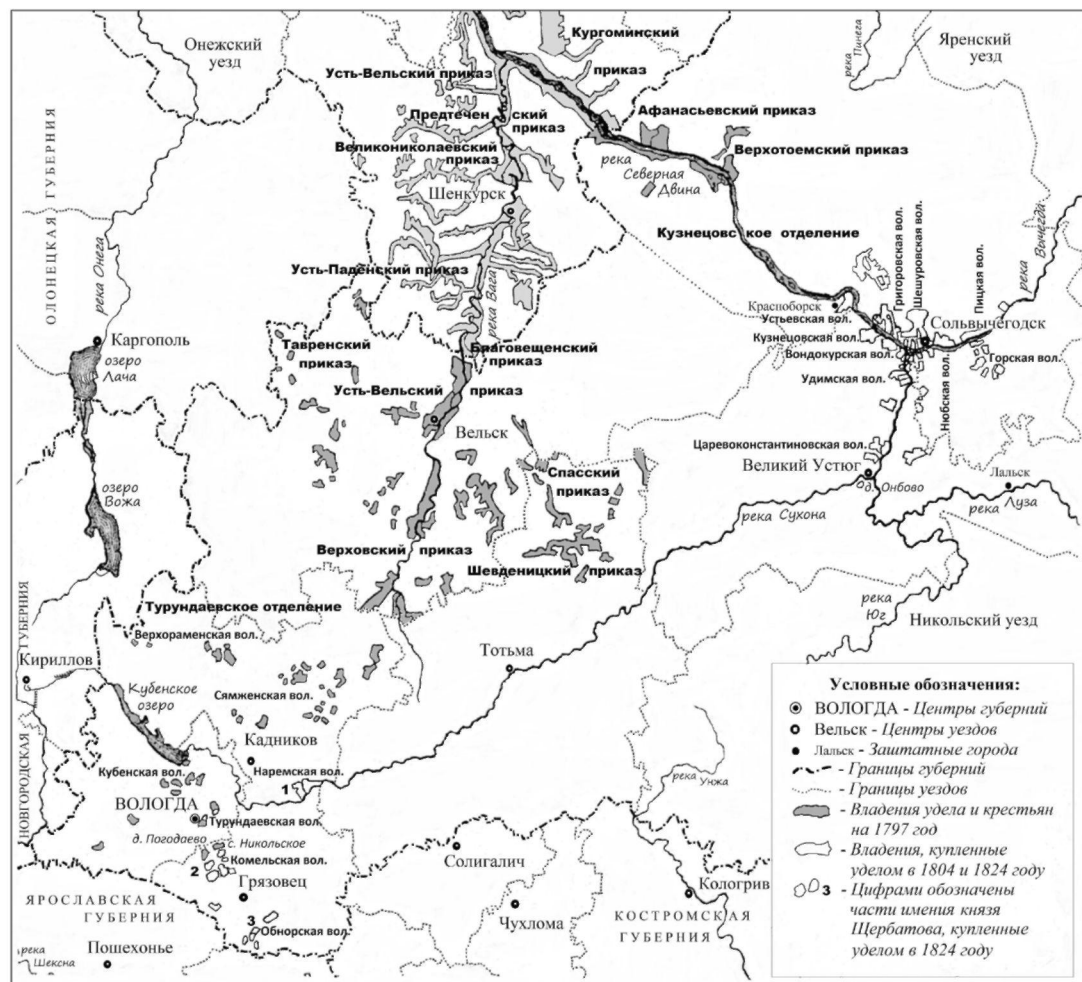 Онежский
уезд
Кургоминский
приказ
река
Пинега
Яренский
уезд
Усть-Вельский приказ
Предтечен
ский
приказ
Афанасьевский приказ
Великониколаевский
приказ
Верхотоемский приказ
река
Северная
Двина
Шенкурск
ОЛОНЕЦКАЯ ГУБЕРНИЯ
река Онега
Кузнецовское отделение
Усть-Паденский приказ
река Вага
Григоровская вол.
Шешуровская вол.
Пицкая вол.
река Вычегда
Красноборск
Устьевская вол.
Сольвычегодск
Каргополь
озеро
Лача
Тавренский
приказ
Благовещенский
приказ
Кузнецовская вол.
Вондокурская вол.
Горская вол.
Удимская вол.
Нюбская вол.
Усть-Вельский приказ
Вельск
Царевоконстантиновская вол.
Великий Устюг
д. Онбово
Лальск
река Луза
Спасский
приказ
озеро
Вожа
река Сухона
Верховский приказ
Шевденицкий приказ
Турундаевское отделение
Верхораменская вол.
река
Юг
Никольский уезд
ГУБЕРНИЯ
Кириллов
Тотьма
Кубенское
озеро
Сямженская вол.
Кадников
Кубенская вол.
Наремская вол.
1
река
Унжа
НОВГОРОДСКАЯ
ВОЛОГДА
Турундаевская вол.
д. Погодаево
с. Никольское
Комельская вол.
2
Грязовец
Солигалич
Кологрив
ЯРОСЛАВСКАЯ
ГУБЕРНИЯ
3
Обнорская вол.
Чухлома
КОСТРОМСКАЯ
ГУБЕРНИЯ
река
Шексна
Пошехонье
Условные обозначения:
ВОЛОГДА - Центры губерний
Вельск - Центры уездов
Лальск - Заштатные города
- Границы губерний
- Границы уездов
- Владения удела и крестьян
на 1797 год
- Владения, купленные
уделом в 1804 и 1824 году
3 - Цифрами обозначены
части имения князя
Щербатова, купленные
уделом в 1824 году